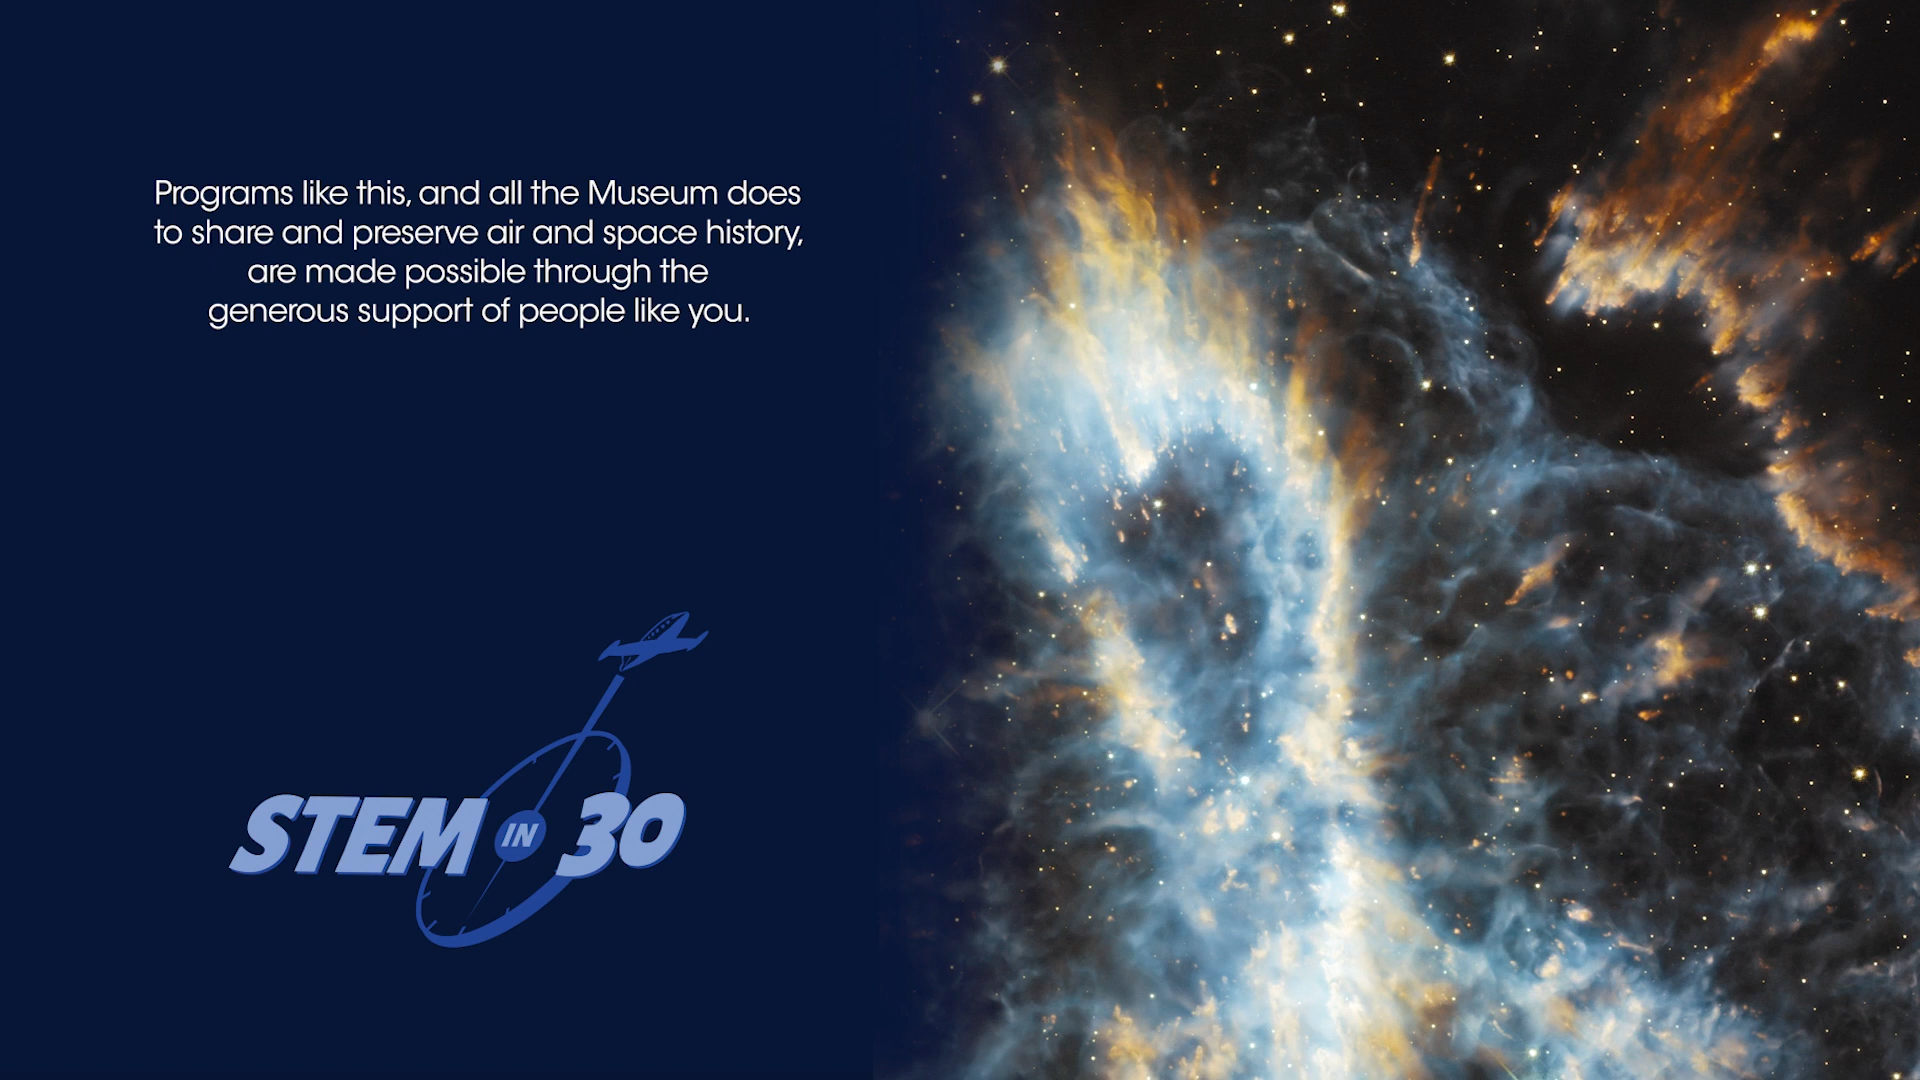 Programs like this, and all the Museum does
to share and preserve air and space history,
are made possible through the
generous support of people like you.
STEM IN 30